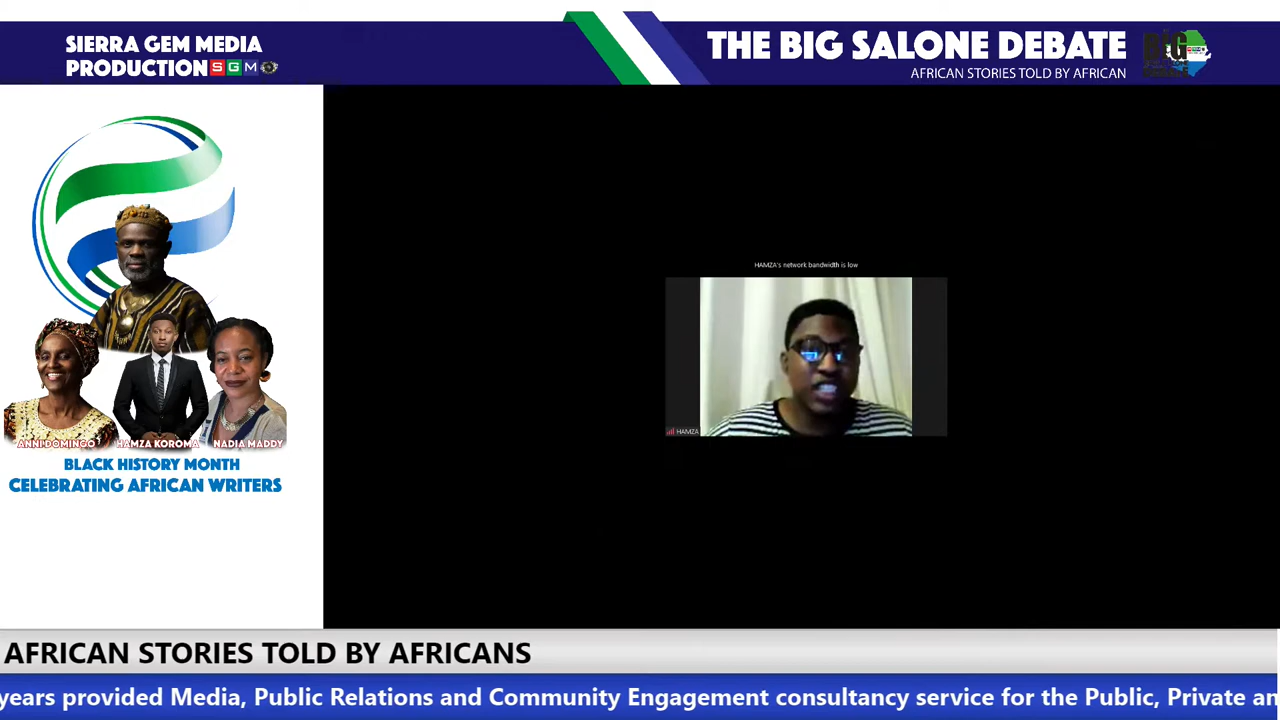 SIERRA GEM MEDIA
PRODUCTION SGM
THE BIG SALONE DEBATE
AFRICAN STORIES TOLD BY AFRICAN
BIG
HAMZA's network bandwidth is low
HAMZA
ANNI DOMINGO HAMZA KOROMA NADIA MADDY
BLACK HISTORY MONTH
CELEBRATING AFRICAN WRITERS
AFRICAN STORIES TOLD BY AFRICANS
years provided Media, Public Relations and Community Engagement consultancy service for the Public, Private an